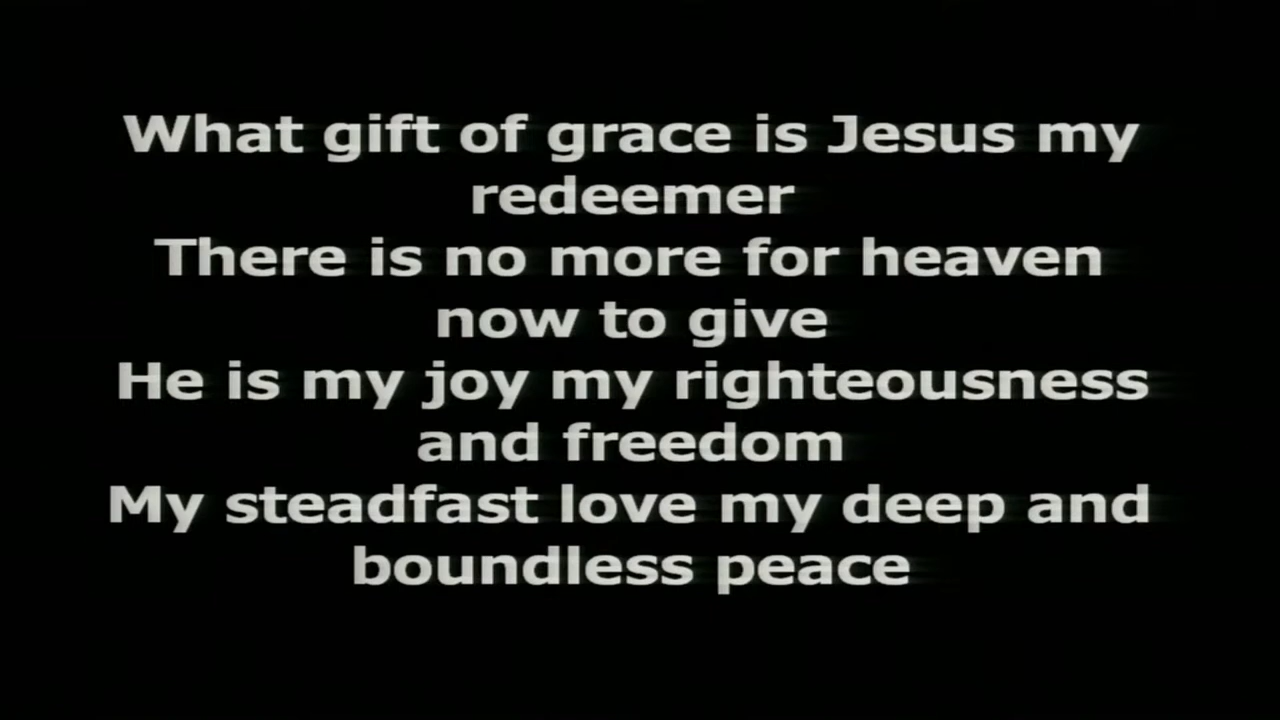 What gift of grace is Jesus my
redeemer
There is no more for heaven
now to give
He is my joy my righteousness
and freedom
My steadfast love my deep and
boundless peace